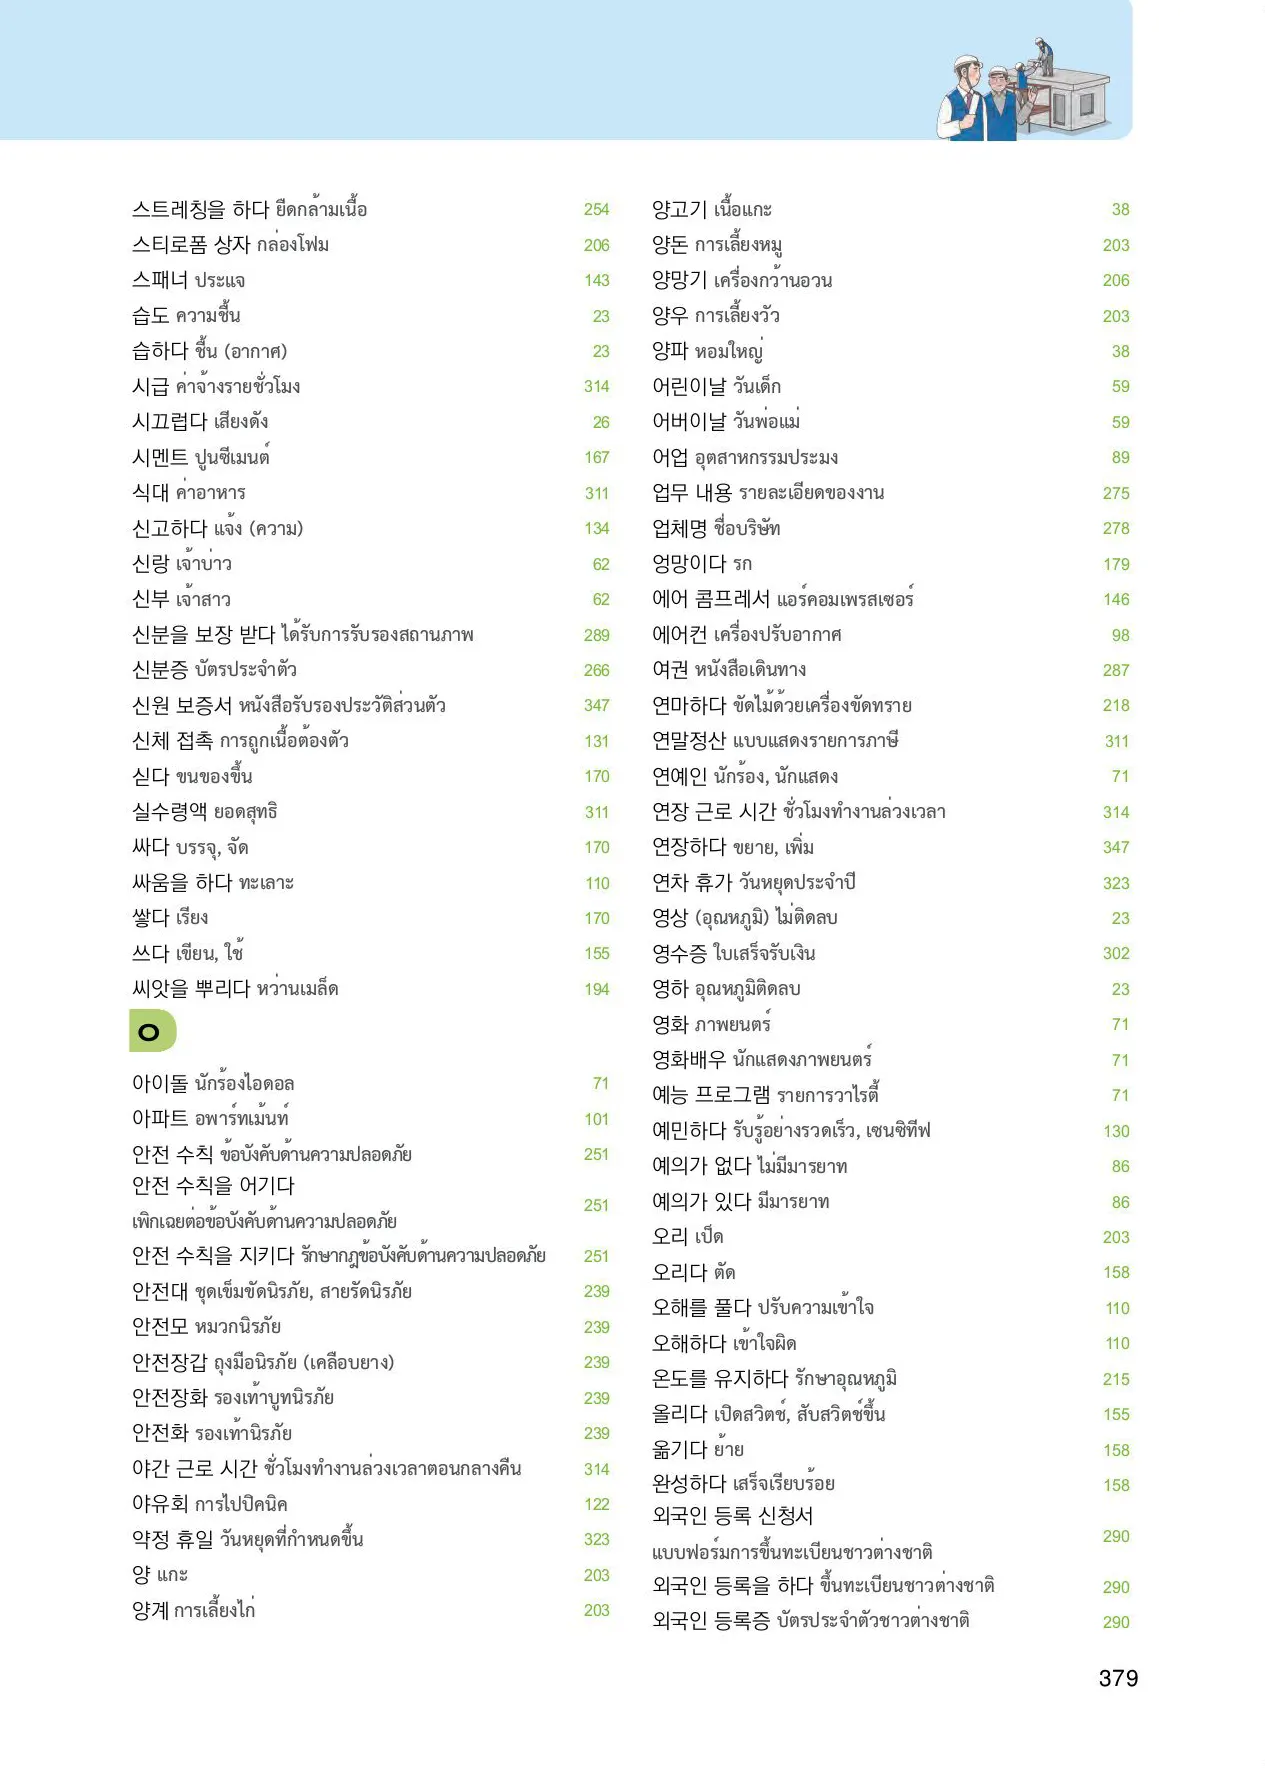 스트레칭을 하다 ยืดกล้ามเนื้อ 254
스티로폼 상자 กล่องโฟม 206
스패너 ประแจ 143
습도 ความชื้น 23
습하다 ชื้น (อากาศ) 23
시급 ค่าจ้างรายชั่วโมง 314
시끄럽다 เสียงดัง 26
시멘트 ปูนซีเมนต์ 167
식대 ค่าอาหาร 311
신고하다 แจ้ง (ความ) 134
신랑 เจ้าบ่าว 62
신부 เจ้าสาว 62
신분을 보장 받다 ได้รับการรับรองสถานภาพ 289
신분증 บัตรประจำตัว 266
신원 보증서 หนังสือรับรองประวัติส่วนตัว 347
신체 접촉 การถูกเนื้อต้องตัว 131
싣다 ขนของขึ้น 170
실수령액 ยอดสุทธิ 311
싸다 บรรจุ, จัด 170
싸움을 하다 ทะเลาะ 110
쌓다 เรียง 170
쓰다 เขียน, ใช้ 155
씨앗을 뿌리다 หว่านเมล็ด 194
ㅇ
아이돌 นักร้องไอดอล 71
아파트 อพาร์ทเม้นท์ 101
안전 수칙 ข้อบังคับด้านความปลอดภัย 251
안전 수칙을 어기다
เพิกเฉยต่อข้อบังคับด้านความปลอดภัย 251
안전 수칙을 지키다 รักษากฎข้อบังคับด้านความปลอดภัย 251
안전대 ชุดเข็มขัดนิรภัย, สายรัดนิรภัย 239
안전모 หมวกนิรภัย 239
안전장갑 ถุงมือนิรภัย (เคลือบยาง) 239
안전장화 รองเท้าบูทนิรภัย 239
안전화 รองเท้านิรภัย 239
야간 근로 시간 ชั่วโมงทำงานล่วงเวลาตอนกลางคืน 314
야유회 การไปปิคนิค 122
약정 휴일 วันหยุดที่กำหนดขึ้น 323
양 แกะ 203
양계 การเลี้ยงไก่ 203
양고기 เนื้อแกะ 38
양돈 การเลี้ยงหมู 203
양망기 เครื่องกว้านอวน 206
양우 การเลี้ยงวัว 203
양파 หอมใหญ่ 38
어린이날 วันเด็ก 59
어버이날 วันพ่อแม่ 59
어업 อุตสาหกรรมประมง 89
업무 내용 รายละเอียดของงาน 275
업체명 ชื่อบริษัท 278
엉망이다 รก 179
에어 콤프레서 แอร์คอมเพรสเซอร์ 146
에어컨 เครื่องปรับอากาศ 98
여권 หนังสือเดินทาง 287
연마하다 ขัดไม้ด้วยเครื่องขัดทราย 218
연말정산 แบบแสดงรายการภาษี 311
연예인 นักร้อง, นักแสดง 71
연장 근로 시간 ชั่วโมงทำงานล่วงเวลา 314
연장하다 ขยาย, เพิ่ม 347
연차 휴가 วันหยุดประจำปี 323
영상 (อุณหภูมิ) ไม่ติดลบ 23
영수증 ใบเสร็จรับเงิน 302
영하 อุณหภูมิติดลบ 23
영화 ภาพยนตร์ 71
영화배우 นักแสดงภาพยนตร์ 71
예능 프로그램 รายการวาไรตี้ 71
예민하다 รับรู้อย่างรวดเร็ว, เซนซิทีฟ 130
예의가 없다 ไม่มีมารยาท 86
예의가 있다 มีมารยาท 86
오리 เป็ด 203
오리다 ตัด 158
오해를 풀다 ปรับความเข้าใจ 110
오해하다 เข้าใจผิด 110
온도를 유지하다 รักษาอุณหภูมิ 215
올리다 เปิดสวิตช์, สับสวิตช์ขึ้น 155
옮기다 ย้าย 158
완성하다 เสร็จเรียบร้อย 158
외국인 등록 신청서
แบบฟอร์มการขึ้นทะเบียนชาวต่างชาติ 290
외국인 등록을 하다 ขึ้นทะเบียนชาวต่างชาติ 290
외국인 등록증 บัตรประจำตัวชาวต่างชาติ 290
379